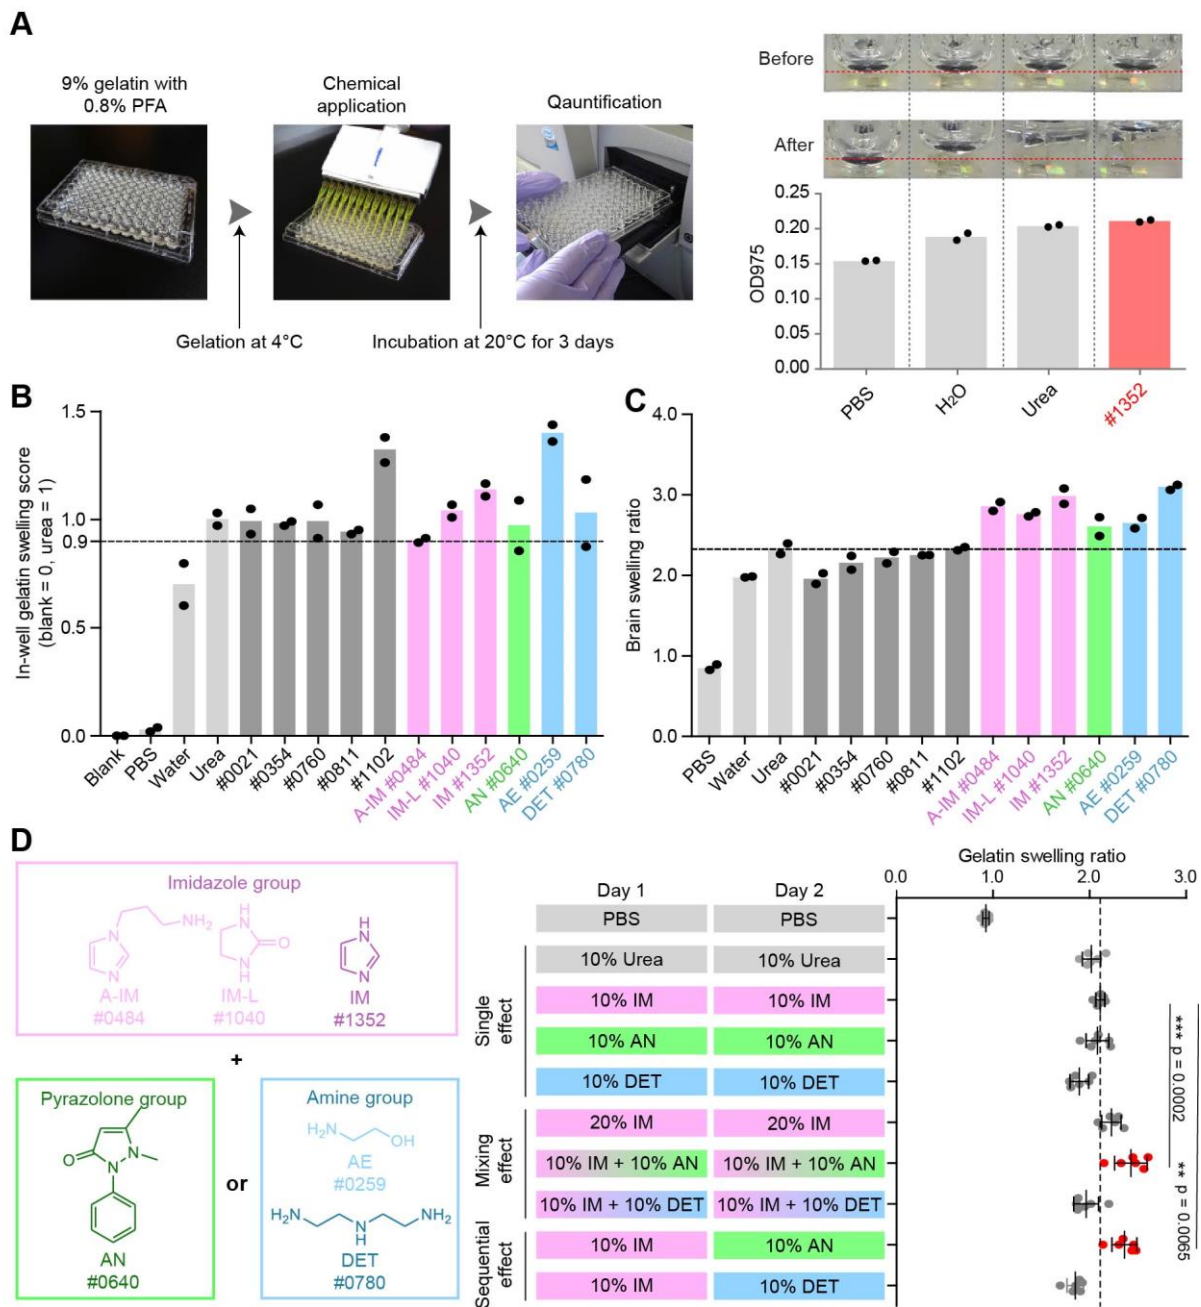 A
9% gelatin with
0.8% PFA
Chemical
application
Qauntification
Gelation at 4°C
Incubation at 20°C for 3 days
Before
After
0.25
0.20
0.15
0.10
0.05
0.00
OD975
PBS
H2O
Urea
#1352
B
In-well gelatin swelling score
(blank = 0, urea = 1)
1.5
1.0
0.9
0.5
0.0
Blank
PBS
Water
Urea
#0021
#0354
#0760
#0811
#1102
A-IM #0484
IM-L #1040
IM #1352
AN #0640
AE #0259
DET #0780
C
Brain swelling ratio
4.0
3.0
2.0
1.0
0.0
PBS
Water
Urea
#0021
#0354
#0760
#0811
#1102
A-IM #0484
IM-L #1040
IM #1352
AN #0640
AE #0259
DET #0780
D
Imidazole group
N
N
NH2
A-IM
#0484
H
N
O
N
H
IM-L
#1040
H
N
N
IM
#1352
+
Pyrazolone group
O
N
N
AN
#0640
or
Amine group
H2N
OH
AE
#0259
H2N
N
H
NH2
DET
#0780
Day 1
Day 2
PBS
PBS
Single
effect
10% Urea
10% Urea
10% IM
10% IM
10% AN
10% AN
10% DET
10% DET
Mixing
effect
20% IM
20% IM
10% IM + 10% AN
10% IM + 10% AN
10% IM + 10% DET
10% IM + 10% DET
Sequential
effect
10% IM
10% AN
10% IM
10% DET
Gelatin swelling ratio
0.0
1.0
2.0
3.0
*** p = 0.0002
** p = 0.0065